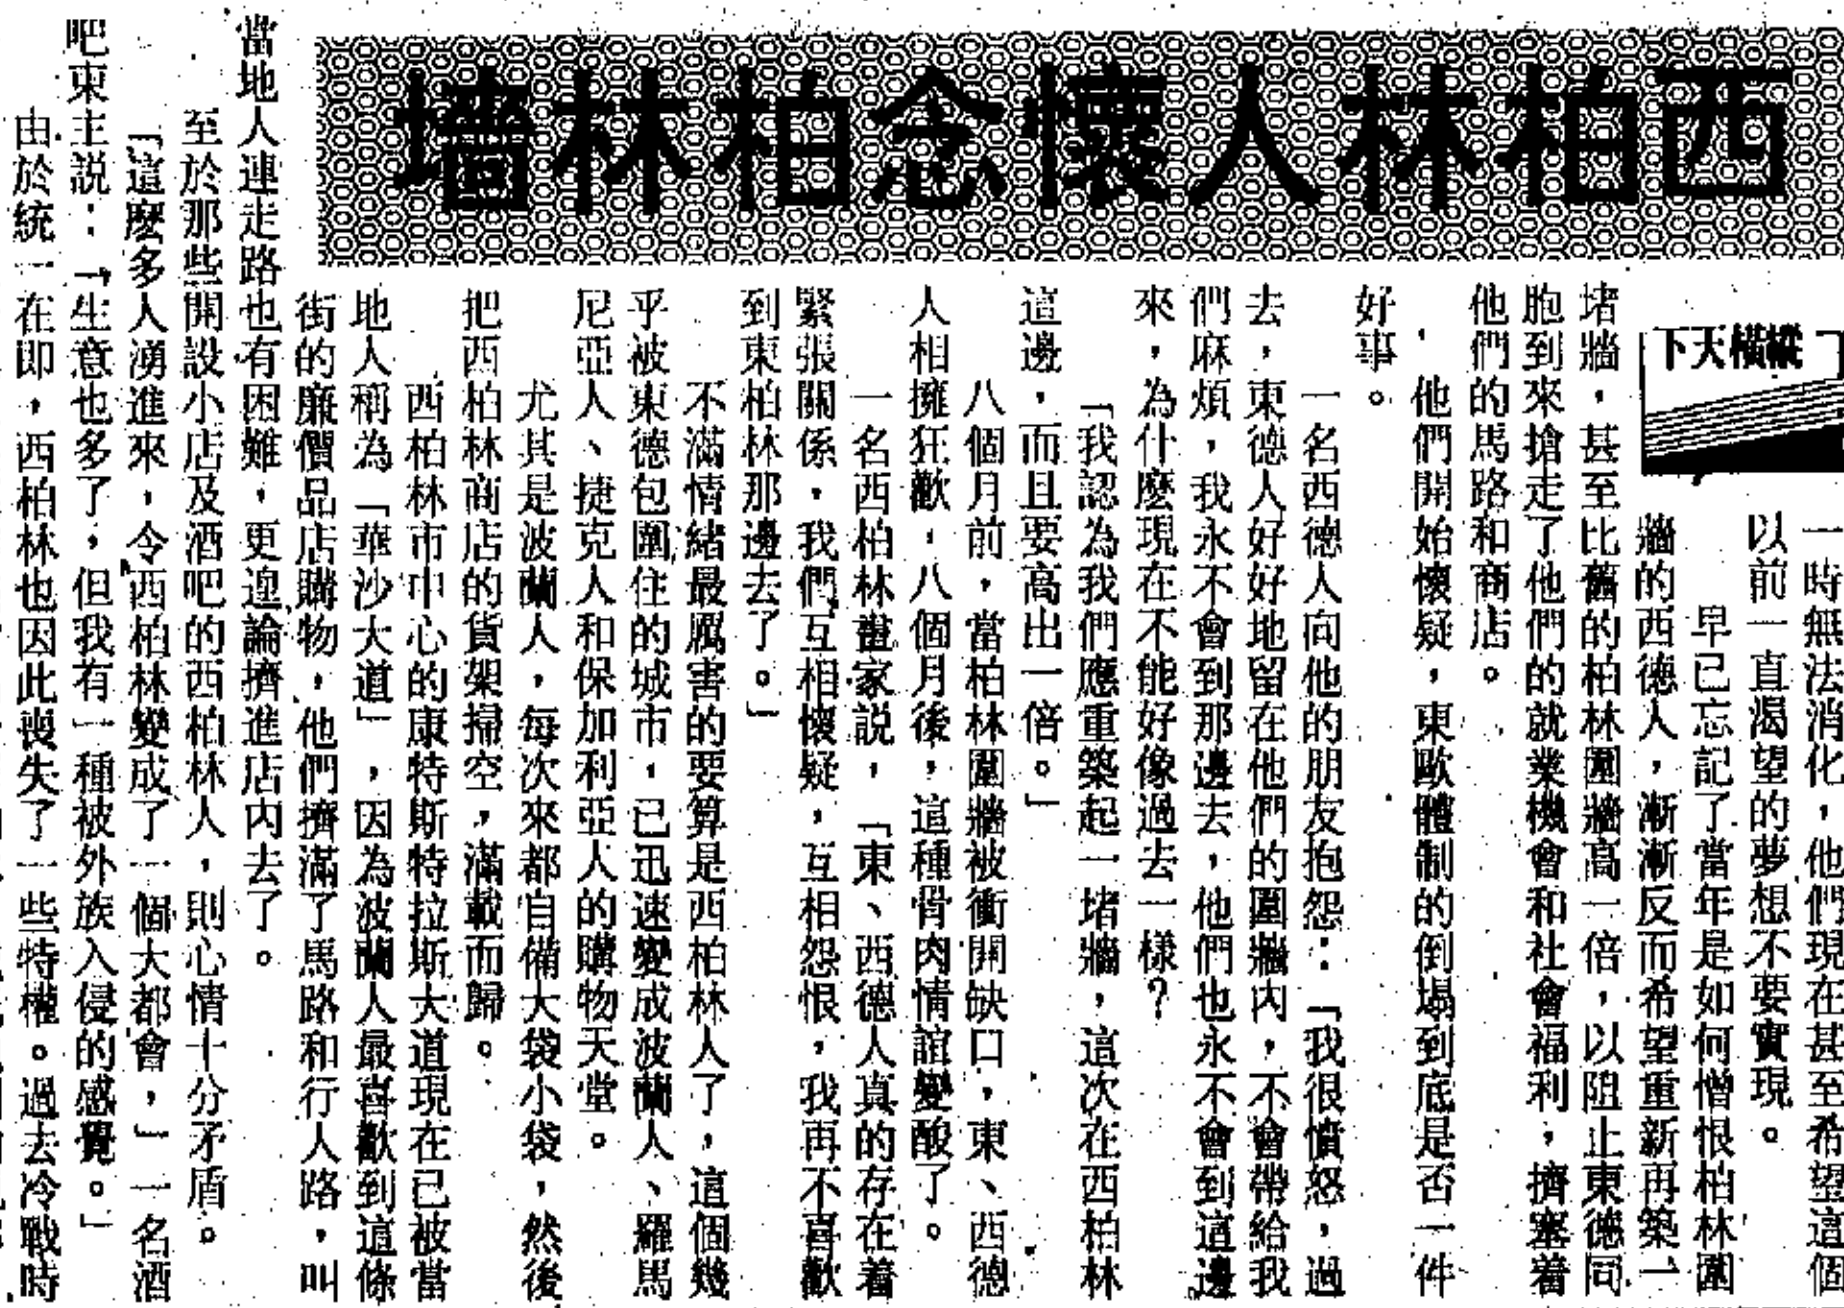 西柏林人懷念柏林墻
縱橫天下
一時無法消化，他們現在甚至希望這個
以前一直渴望的夢想不要實現。
早已忘記了當年是如何憎恨柏林圍
牆的西德人，漸漸反而希望重新再築一
堵牆，甚至比舊的柏林圍牆高一倍，以阻止東德同
胞到來搶走了他們的就業機會和社會福利，擠塞着
他們的馬路和商店。
他們開始懷疑，東歐體制的倒塌到底是否一件
好事。
一名西德人向他的朋友抱怨：「我很憤怒，過
去，東德人好好地留在他們的圍牆內，不會帶給我
們麻煩，我永不會到那邊去，他們也永不會到這邊
來，為什麼現在不能好像過去一樣？
「我認為我們應重築起一堵牆，這次在西柏林
這邊，而且要高出一倍。」
八個月前，當柏林圍牆被衝開缺口，東、西德
人相擁狂歡，八個月後，這種骨肉情誼變酸了。
一名西柏林畫家説，「東、西德人真的存在着
緊張關係，我們互相懷疑，互相怨恨，我再不喜歡
到東柏林那邊去了。」
不滿情緒最厲害的要算是西柏林人了，這個幾
乎被東德包圍住的城市，已迅速變成波蘭人、羅馬
尼亞人、捷克人和保加利亞人的購物天堂。
尤其是波蘭人，每次來都自備大袋小袋，然後
把西柏林商店的貨架掃空，滿載而歸。
西柏林市中心的康特斯特拉斯大道現在已被當
地人稱為「華沙大道」，因為波蘭人最喜歡到這條
街的廉價品店購物，他們擠滿了馬路和行人路，叫
當地人連走路也有困難，更遑論擠進店內去了。
至於那些開設小店及酒吧的西柏林人，則心情十分矛盾。
「這麼多人湧進來，令西柏林變成了一個大都會，」一名酒
吧東主説：「生意也多了，但我有一種被外族入侵的感覺。」
由於統一在即，西柏林也因此喪失了一些特權。過去冷戰時